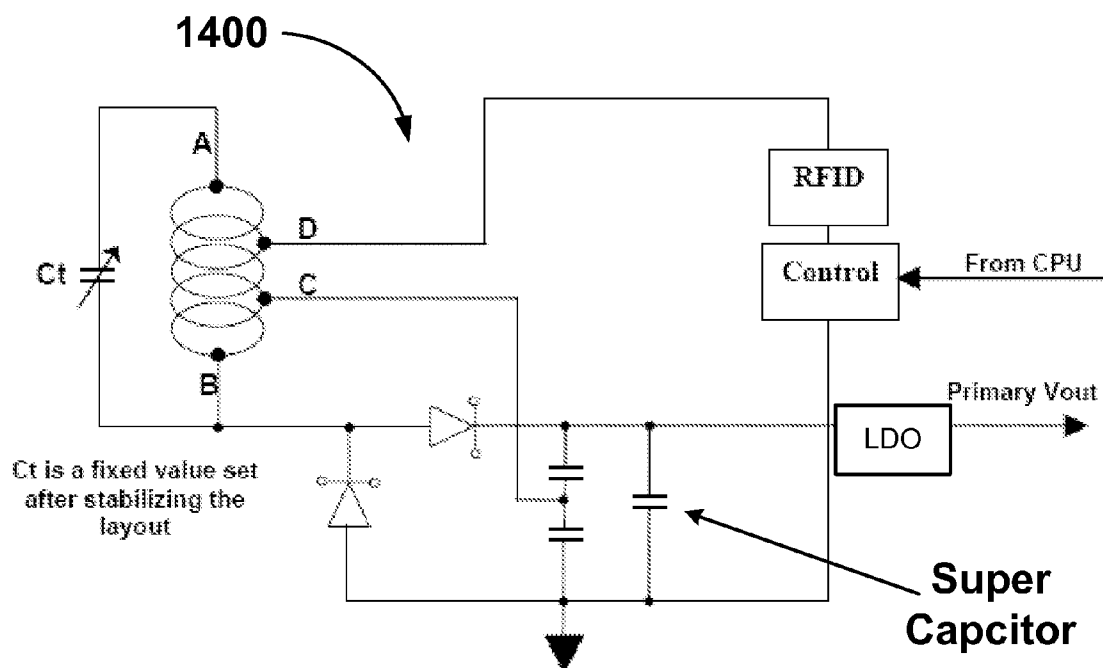 1400
A
RFID
D
Ct
Control
From CPU
C
B
Primary Vout
LDO
Ct is a fixed value set
after stabilizing the
layout
Super
Capcitor